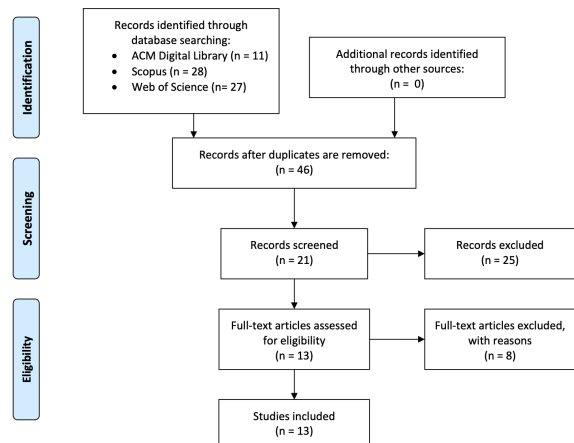 Identification
Records identified through
database searching:
• ACM Digital Library (n = 11)
• Scopus (n = 28)
• Web of Science (n= 27)
Additional records identified
through other sources:
(n =  0)
Records after duplicates are removed:
(n = 46)
Screening
Records screened
(n = 21)
Records excluded
(n = 25)
Eligibility
Full-text articles assessed
for eligibility
(n = 13)
Full-text articles excluded,
with reasons
(n = 8)
Studies included
(n = 13)